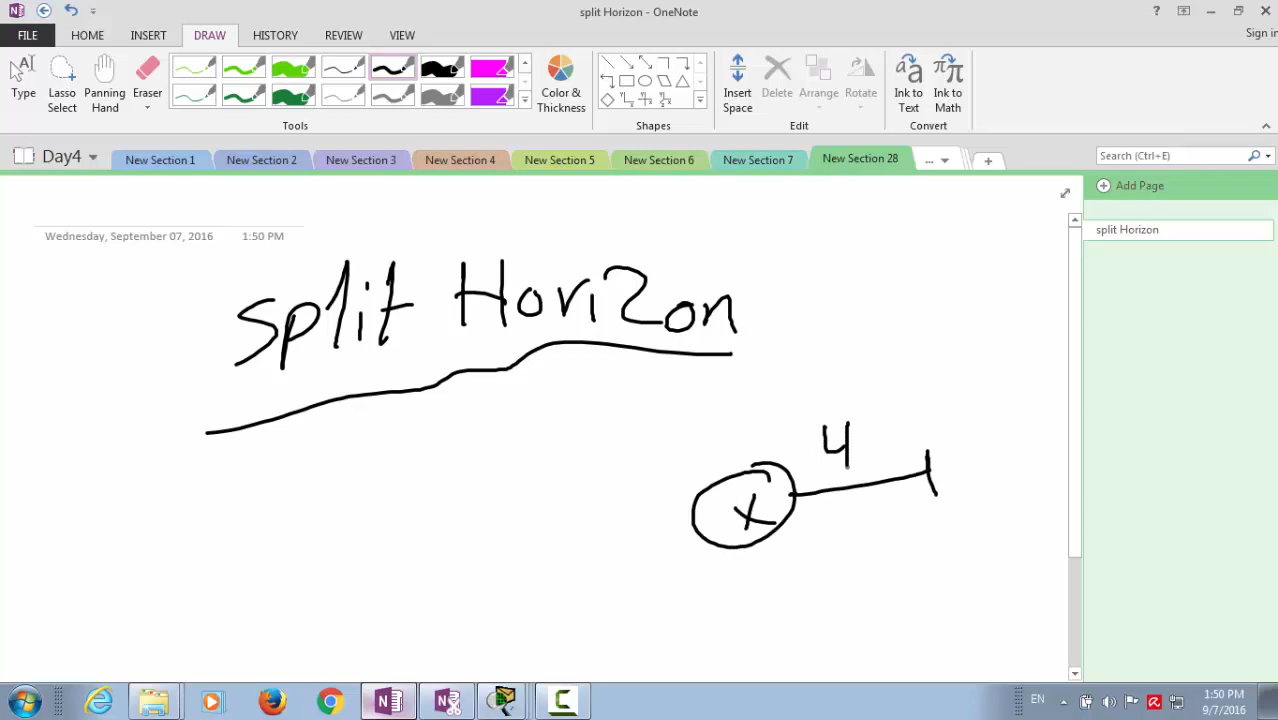 split Horizon - OneNote
?
Sign in
FILE HOME INSERT DRAW HISTORY REVIEW VIEW
Type
Lasso Select
Panning Hand
Eraser
Color & Thickness
Insert Space
Delete
Arrange
Rotate
Ink to Text
Ink to Math
Tools
Shapes
Edit
Convert
Day4
New Section 1
New Section 2
New Section 3
New Section 4
New Section 5
New Section 6
New Section 7
New Section 28
...
Search (Ctrl+E)
Add Page
split Horizon
Wednesday, September 07, 2016 1:50 PM
split Horizon
4
X
EN
1:50 PM
9/7/2016